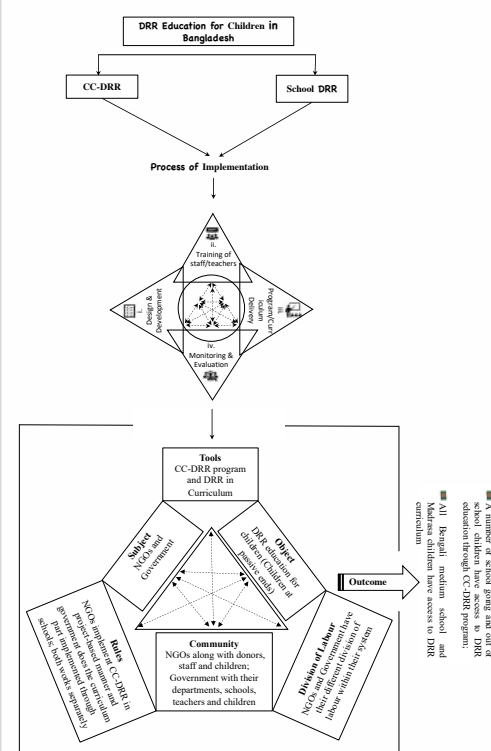 DRR Education for Children in
Bangladesh
CC-DRR
School DRR
Process of Implementation
ii.
Training of
staff/teachers
i.
Design &
Development
iii.
Program/Curr
iculum
Delivery
iv.
Monitoring &
Evaluation
Tools
CC-DRR program
and DRR in
Curriculum
Subject
NGOs and
Government
Object
DRR education for
children (Children at
passive ends)
Rules
NGOs implement CC-DRR in
project-based manner and
government does the curriculum
part implemented through
schools; both works separately
Community
NGOs along with donors,
staff and children;
Government with their
departments, schools,
teachers and children
Division of Labour
NGOs and Government have
their different division of
labour within their system
Outcome
A number of school going and out of
school children have access to DRR
education through CC-DRR program;
All Bengali medium school and
Madrasa children have access to DRR
curriculum